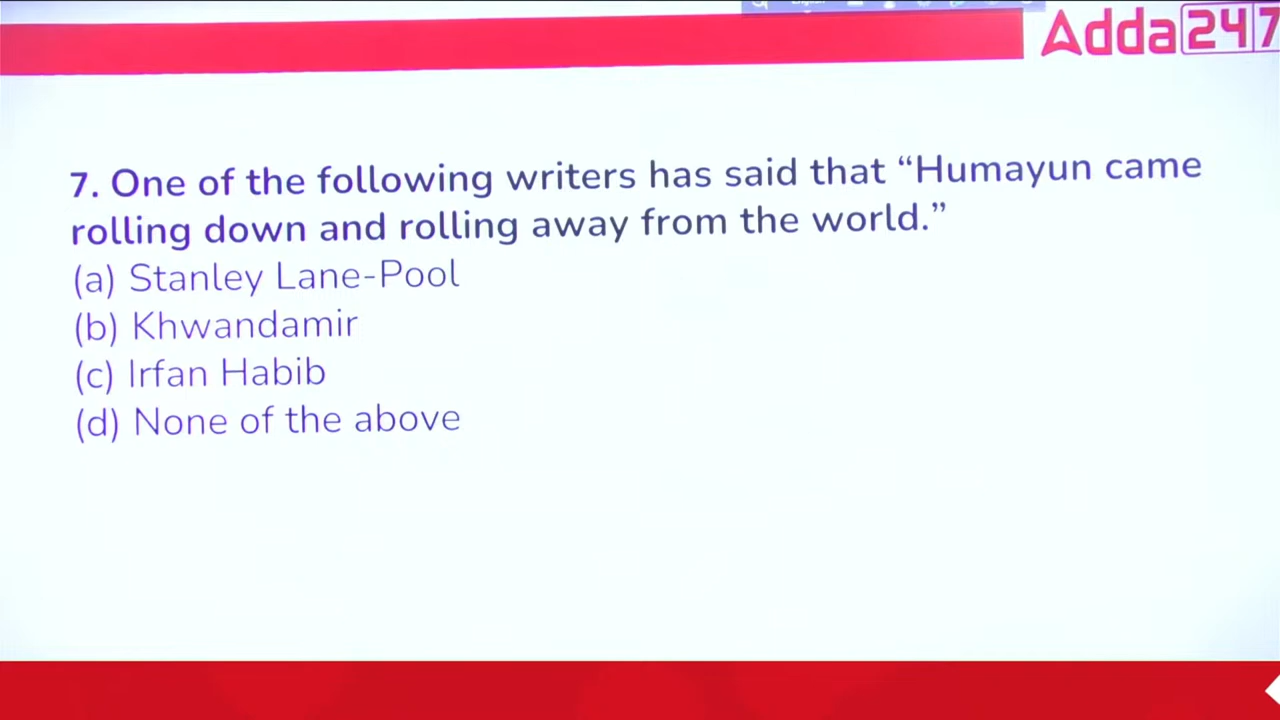 Adda247
7. One of the following writers has said that “Humayun came
rolling down and rolling away from the world.”
(a) Stanley Lane-Pool
(b) Khwandamir
(c) Irfan Habib
(d) None of the above